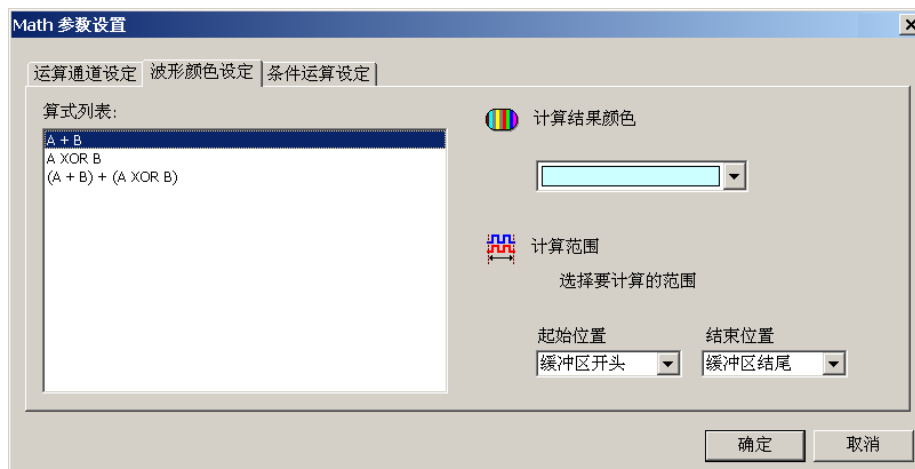 Math 参数设置
运算通道设定 波形颜色设定 条件运算设定
算式列表:
A + B
A XOR B
(A + B) + (A XOR B)
计算结果颜色
计算范围
选择要计算的范围
起始位置 结束位置
缓冲区开头 缓冲区结尾
确定 取消